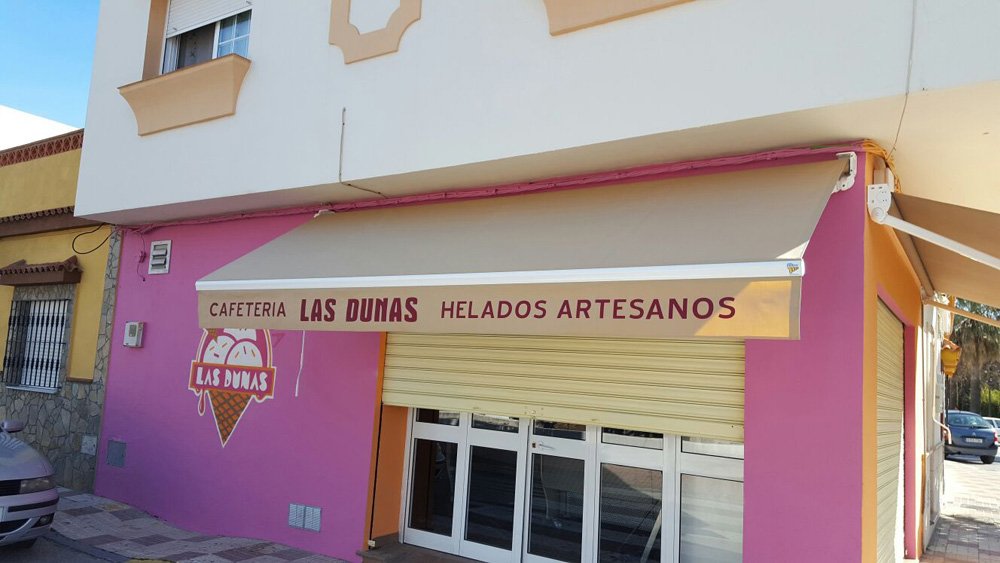 CAFETERIA LAS DUNAS HELADOS ARTESANOS
LAS DUNAS